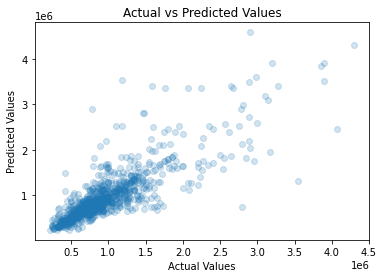 Actual vs Predicted Values
1e6
4
3
2
1
Predicted Values
0.5 1.0 1.5 2.0 2.5 3.0 3.5 4.0 4.5
Actual Values
1e6